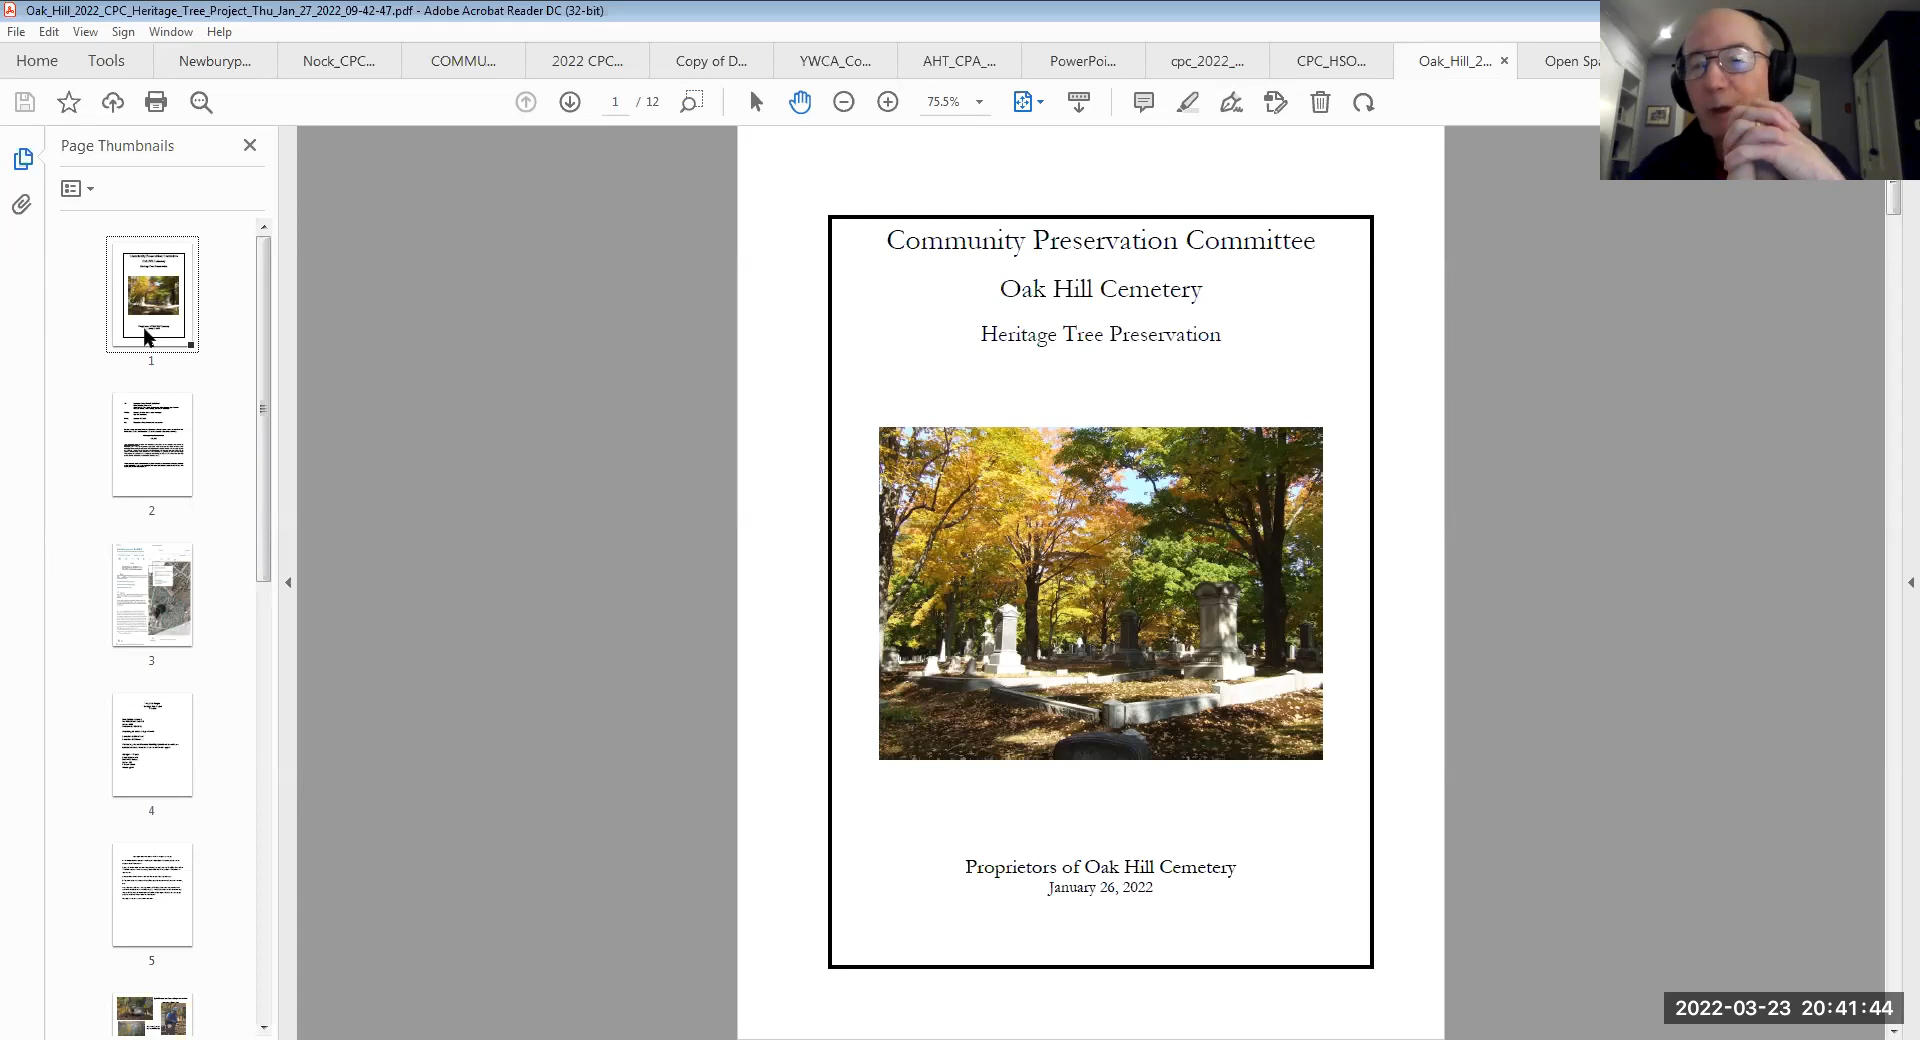 Oak_Hill_2022_CPC_Heritage_Tree_Project_Thu_Jan_27_2022_09-42-47.pdf - Adobe Acrobat Reader DC (32-bit)
File Edit View Sign Window Help
Home Tools Newburyp... Nock_CPC... COMMU... 2022 CPC... Copy of D... YWCA_Co... AHT_CPA_... PowerPoi... cpc_2022_... CPC_HSO... Oak_Hill_2... × Open Spa
1 / 12 75.5%
Page Thumbnails
1
2
3
4
5
Community Preservation Committee
Oak Hill Cemetery
Heritage Tree Preservation
Proprietors of Oak Hill Cemetery
January 26, 2022
2022-03-23 20:41:44